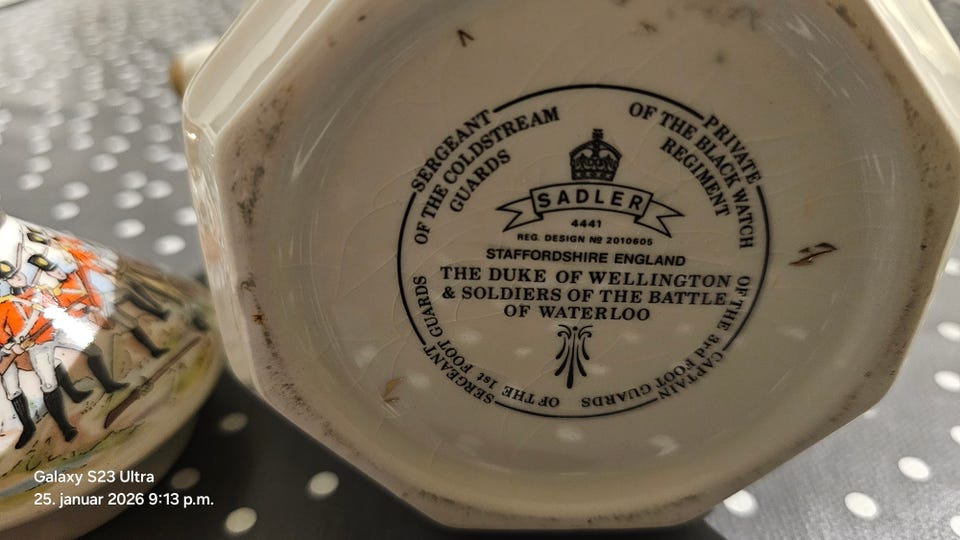 SERGEANT
OF THE COLDSTREAM
GUARDS
PRIVATE
OF THE BLACK WATCH
REGIMENT
SADLER
4441
REG. DESIGN Nº 2010605
STAFFORDSHIRE ENGLAND
THE DUKE OF WELLINGTON
& SOLDIERS OF THE BATTLE
OF WATERLOO
SERGEANT
OF THE 1st FOOT GUARDS
CAPTAIN
OF THE 3rd FOOT GUARDS
Galaxy S23 Ultra
25. januar 2026 9:13 p.m.